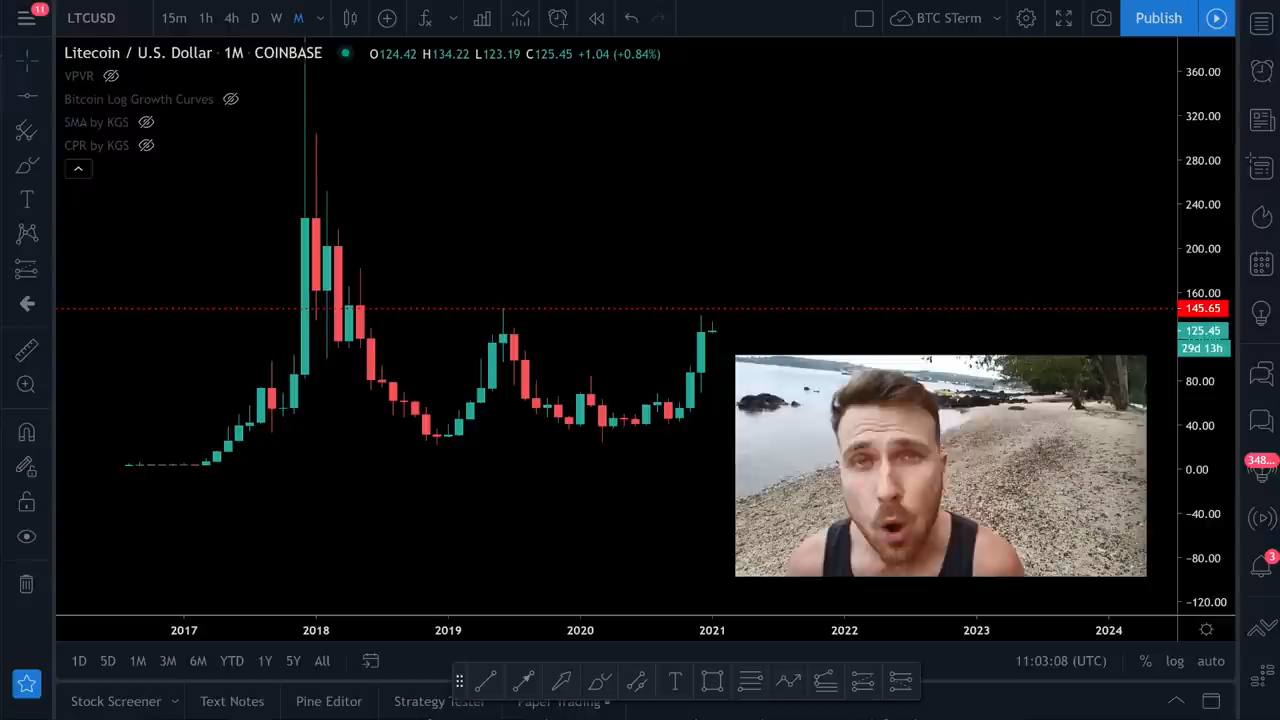 11
LTCUSD 15m 1h 4h D W M BTC STerm Publish
Litecoin / U.S. Dollar · 1M · COINBASE O124.42 H134.22 L123.19 C125.45 +1.04 (+0.84%)
VPVR
Bitcoin Log Growth Curves
SMA by KGS
CPR by KGS
360.00
320.00
280.00
240.00
200.00
160.00
145.65
125.45
29d 13h
80.00
40.00
0.00
−40.00
−80.00
−120.00
348...
3
2017 2018 2019 2020 2021 2022 2023 2024
1D 5D 1M 3M 6M YTD 1Y 5Y All 11:03:08 (UTC) % log auto
Stock Screener Text Notes Pine Editor Strategy Tester Paper Trading